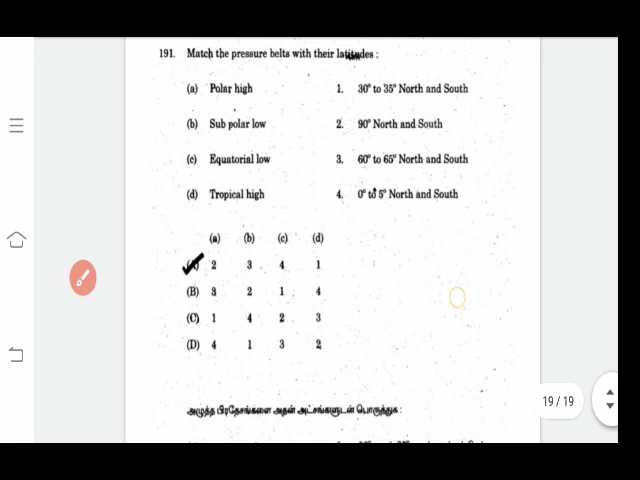 191. Match the pressure belts with their latitudes :
(a) Polar high 1. 30° to 35° North and South
(b) Sub polar low 2. 90° North and South
(c) Equatorial low 3. 60° to 65° North and South
(d) Tropical high 4. 0° to 5° North and South
(a) (b) (c) (d)
(A) 2 3 4 1
(B) 3 2 1 4
(C) 1 4 2 3
(D) 4 1 3 2
அழுத்த பிரதேசங்களை அதன் அட்சங்களுடன் பொருத்துக :
19 / 19